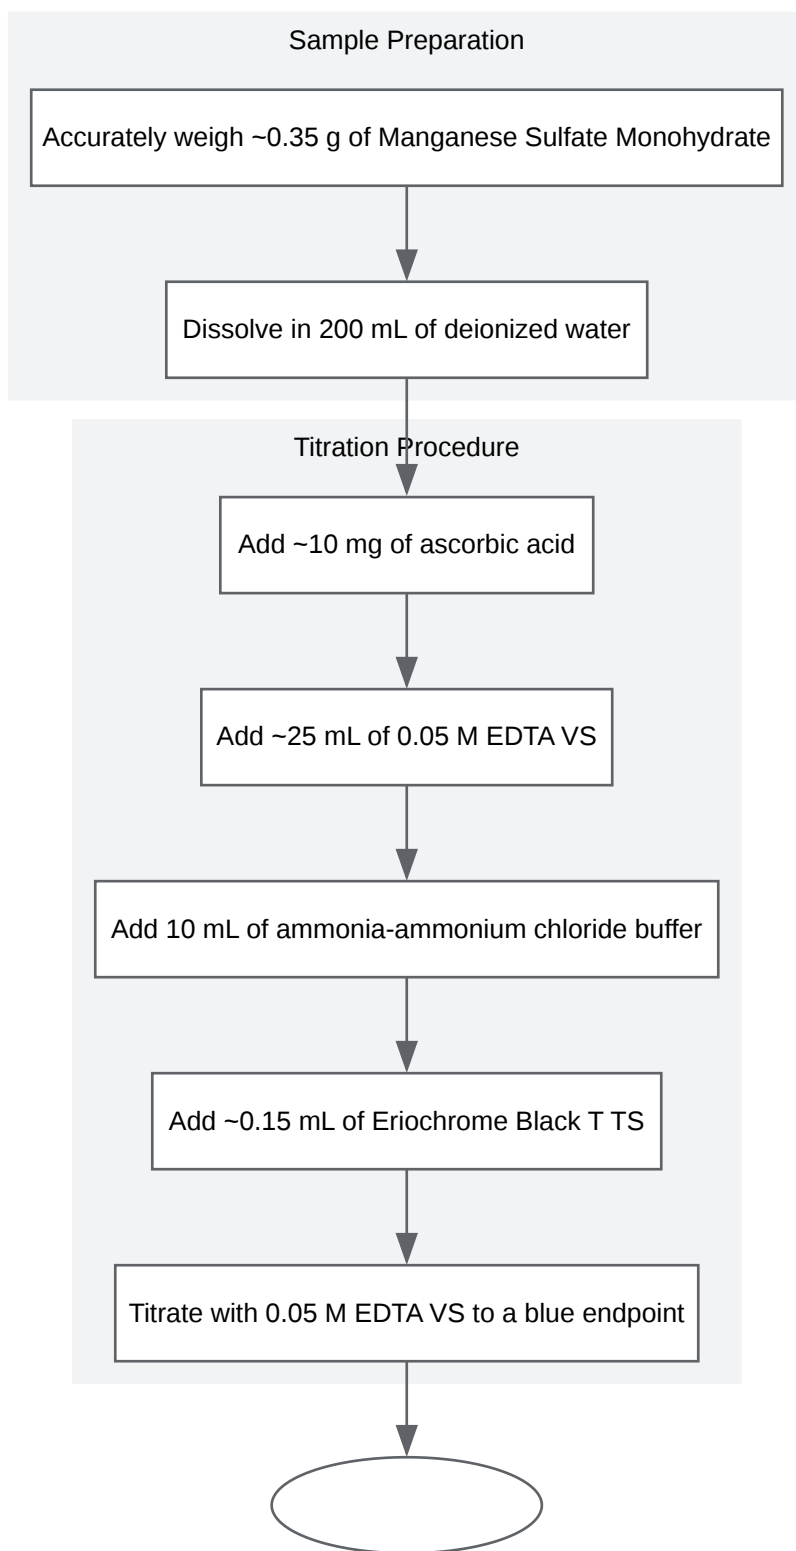 Sample Preparation
Accurately weigh ~0.35 g of Manganese Sulfate Monohydrate
Dissolve in 200 mL of deionized water
Titration Procedure
Add ~10 mg of ascorbic acid
Add ~25 mL of 0.05 M EDTA VS
Add 10 mL of ammonia-ammonium chloride buffer
Add ~0.15 mL of Eriochrome Black T TS
Titrate with 0.05 M EDTA VS to a blue endpoint